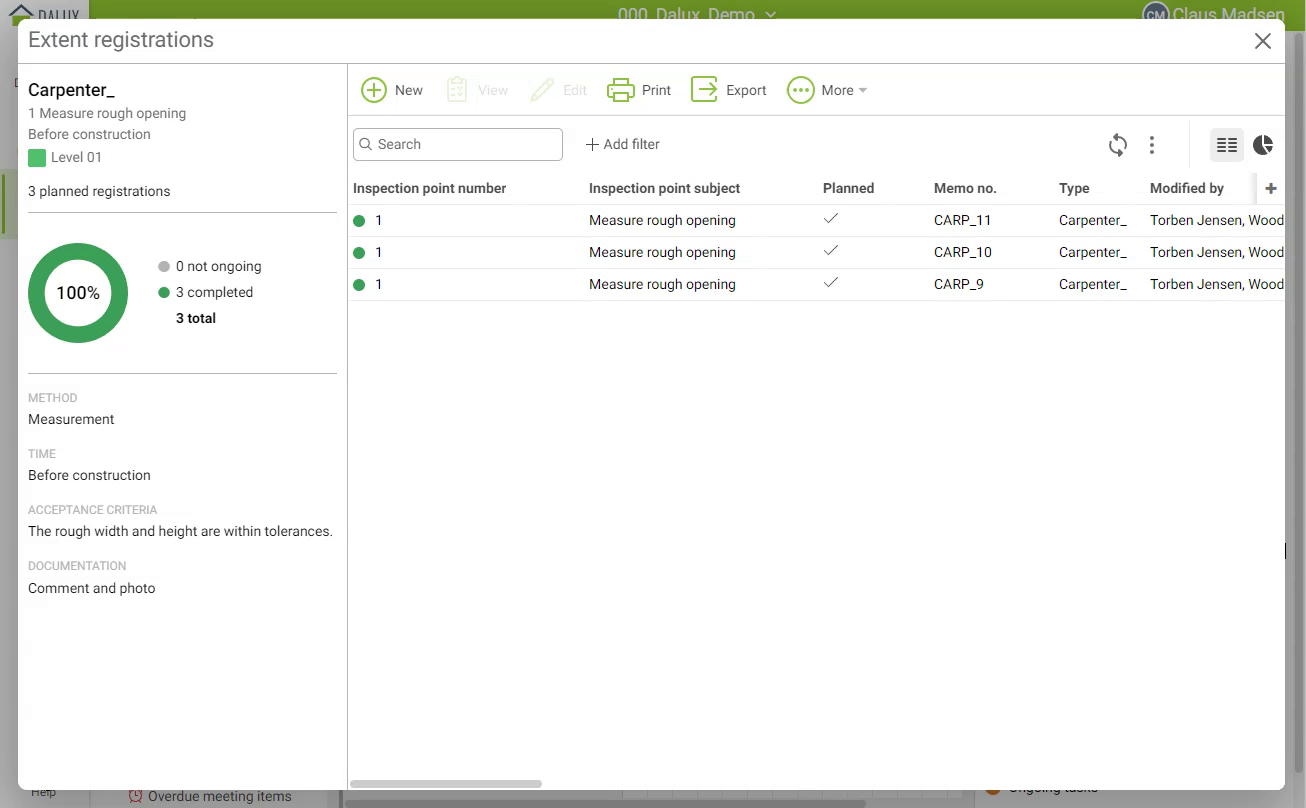 DALUX
000_Dalux_Demo
CM Claus Madsen
Extent registrations
Carpenter_
1 Measure rough opening
Before construction
Level 01
3 planned registrations
100%
0 not ongoing
3 completed
3 total
METHOD
Measurement
TIME
Before construction
ACCEPTANCE CRITERIA
The rough width and height are within tolerances.
DOCUMENTATION
Comment and photo
New View Edit Print Export More
Search Add filter
Inspection point number Inspection point subject Planned Memo no. Type Modified by
1 Measure rough opening CARP_11 Carpenter_ Torben Jensen, Wood
1 Measure rough opening CARP_10 Carpenter_ Torben Jensen, Wood
1 Measure rough opening CARP_9 Carpenter_ Torben Jensen, Wood
Help
Overdue meeting items
Ongoing tasks